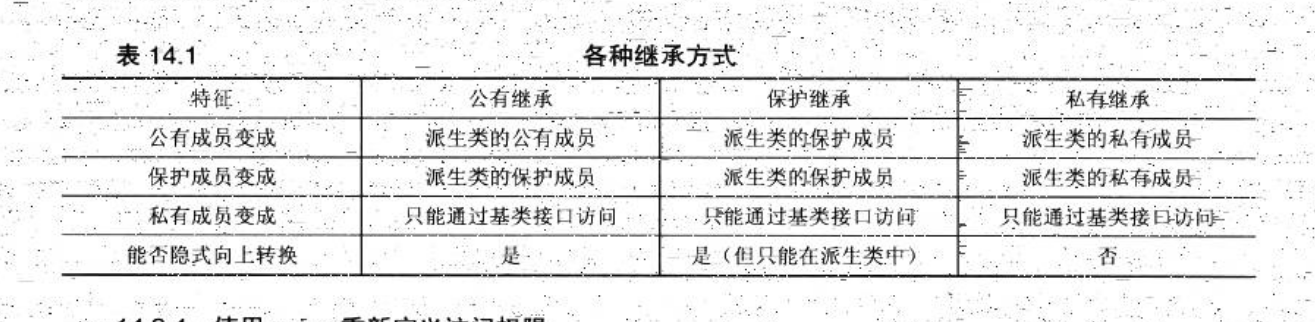 表 14.1 各种继承方式
特征 公有继承 保护继承 私有继承
公有成员变成 派生类的公有成员 派生类的保护成员 派生类的私有成员
保护成员变成 派生类的保护成员 派生类的保护成员 派生类的私有成员
私有成员变成 只能通过基类接口访问 只能通过基类接口访问 只能通过基类接口访问
能否隐式向上转换 是 是（但只能在派生类中） 否